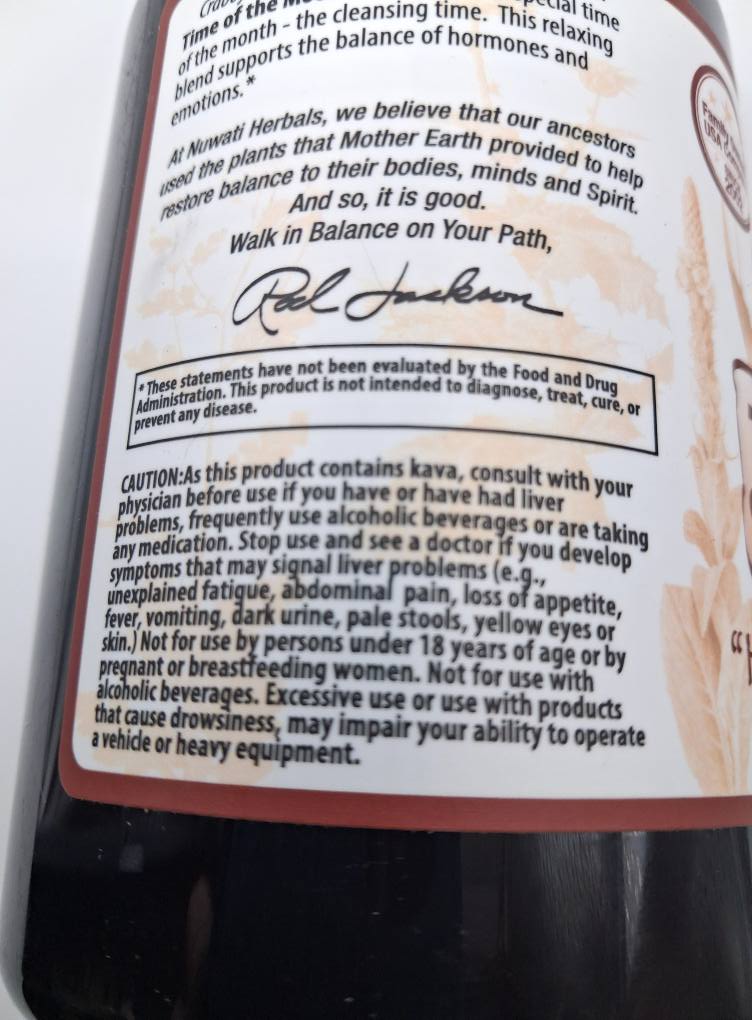 Time of the
cial time
of the month - the cleansing time. This relaxing
blend supports the balance of hormones and
emotions.*
At Nuwati Herbals, we believe that our ancestors
used the plants that Mother Earth provided to help
restore balance to their bodies, minds and Spirit.
And so, it is good.
Walk in Balance on Your Path,
Rod Jackson
* These statements have not been evaluated by the Food and Drug
Administration. This product is not intended to diagnose, treat, cure, or
prevent any disease.
CAUTION:As this product contains kava, consult with your
physician before use if you have or have had liver
problems, frequently use alcoholic beverages or are taking
any medication. Stop use and see a doctor if you develop
symptoms that may signal liver problems (e.g.,
unexplained fatigue, abdominal pain, loss of appetite,
fever, vomiting, dark urine, pale stools, yellow eyes or
skin.) Not for use by persons under 18 years of age or by
pregnant or breastfeeding women. Not for use with
alcoholic beverages. Excessive use or use with products
that cause drowsiness, may impair your ability to operate
a vehicle or heavy equipment.
Family
USA